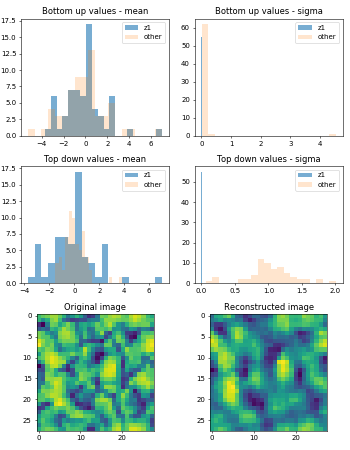 Bottom up values - mean
Bottom up values - sigma
17.5
15.0
12.5
10.0
7.5
5.0
2.5
0.0
z1
other
−4 −2 0 2 4 6
60
50
40
30
20
10
0
z1
other
0 1 2 3 4
Top down values - mean
Top down values - sigma
17.5
15.0
12.5
10.0
7.5
5.0
2.5
0.0
z1
other
−4 −2 0 2 4 6
50
40
30
20
10
0
z1
other
0.0 0.5 1.0 1.5 2.0
Original image
Reconstructed image
0
5
10
15
20
25
0 10 20
0
5
10
15
20
25
0 10 20